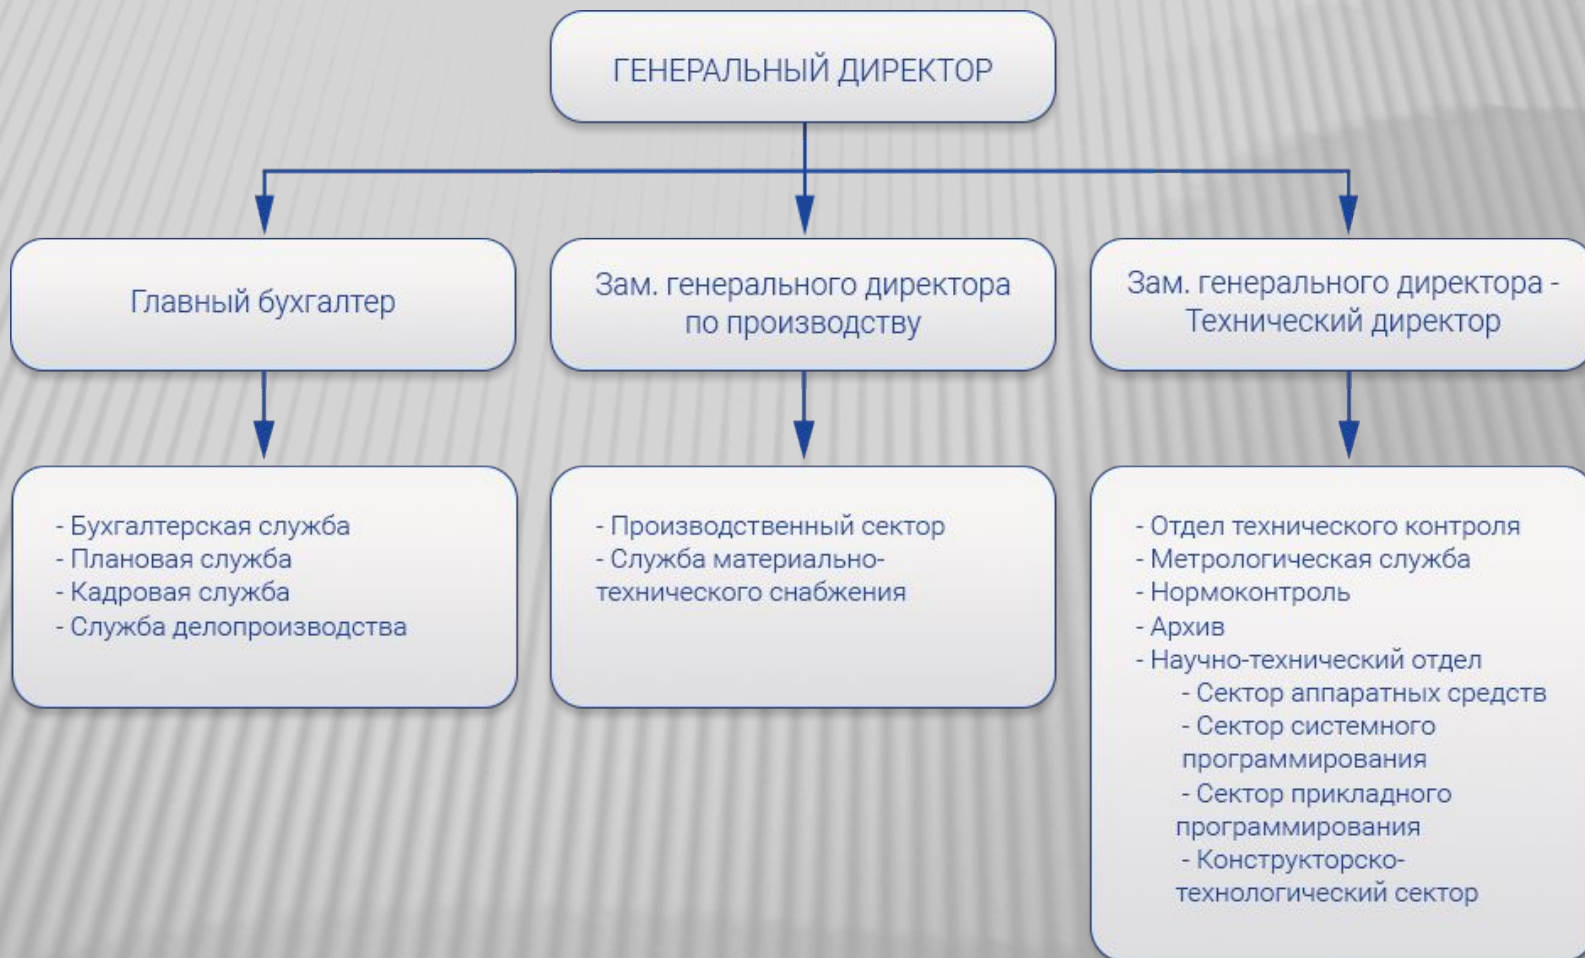 ГЕНЕРАЛЬНЫЙ ДИРЕКТОР
Главный бухгалтер
Зам. генерального директора
по производству
Зам. генерального директора -
Технический директор
- Бухгалтерская служба
- Плановая служба
- Кадровая служба
- Служба делопроизводства
- Производственный сектор
- Служба материально-
технического снабжения
- Отдел технического контроля
- Метрологическая служба
- Нормоконтроль
- Архив
- Научно-технический отдел
- Сектор аппаратных средств
- Сектор системного
программирования
- Сектор прикладного
программирования
- Конструкторско-
технологический сектор